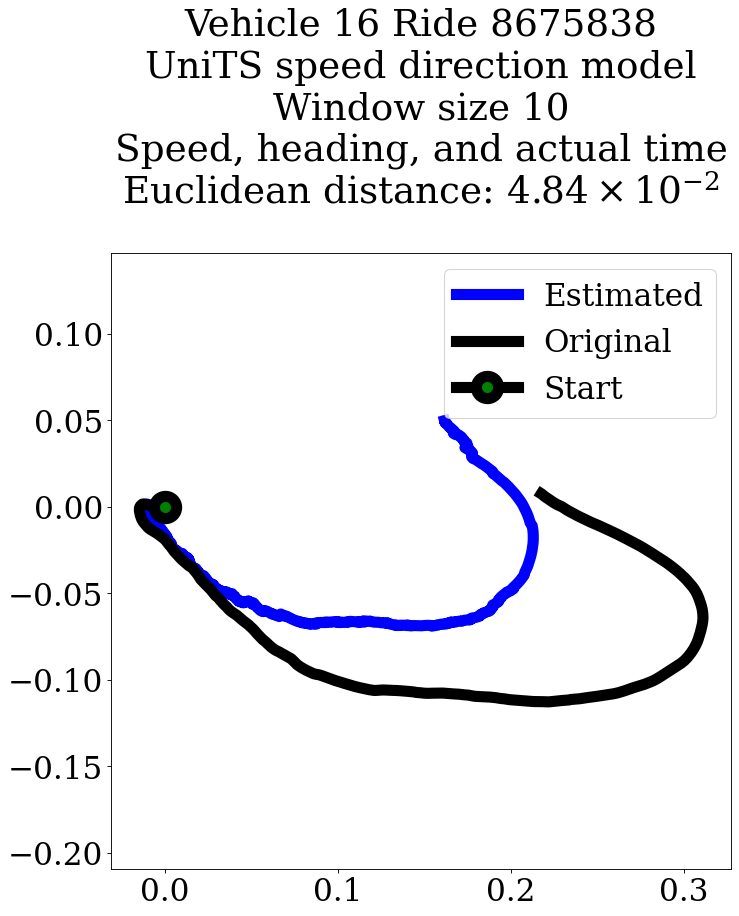 Vehicle 16 Ride 8675838
UniTS speed direction model
Window size 10
Speed, heading, and actual time
Euclidean distance: 4.84 × 10⁻²
Estimated
Original
Start
0.10
0.05
0.00
−0.05
−0.10
−0.15
−0.20
0.0 0.1 0.2 0.3